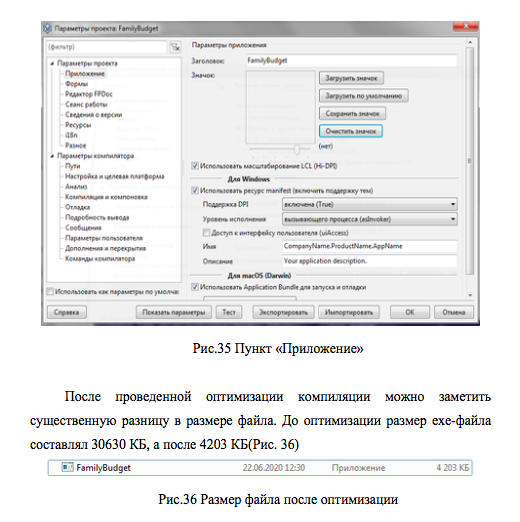 Параметры проекта: FamilyBudget
(фильтр)
Параметры проекта
Приложение
Формы
Редактор FPDoc
Сеанс работы
Сведения о версии
Ресурсы
i18n
Разное
Параметры компилятора
Пути
Настройка и целевая платформа
Анализ
Компиляция и компоновка
Отладка
Подробность вывода
Сообщения
Параметры пользователя
Дополнения и перекрытия
Команды компилятора
Использовать как параметры по умолчан
Параметры приложения
Заголовок: FamilyBudget
Значок:
Загрузить значок
Загрузить по умолчанию
Сохранить значок
Очистить значок
(нет)
Использовать масштабирование LCL (Hi-DPI)
Для Windows
Использовать ресурс manifest (включить поддержку тем)
Поддержка DPI включена (True)
Уровень исполнения вызывающего процесса (asInvoker)
Доступ к интерфейсу пользователя (uiAccess)
Имя CompanyName.ProductName.AppName
Описание Your application description.
Для macOS (Darwin)
Использовать Application Bundle для запуска и отладки
Справка Показать параметры Тест Экспортировать Импортировать OK Отмена
Рис.35 Пункт «Приложение»
После проведенной оптимизации компиляции можно заметить
существенную разницу в размере файла. До оптимизации размер exe-файла
составлял 30630 КБ, а после 4203 КБ(Рис. 36)
FamilyBudget 22.06.2020 12:30 Приложение 4 203 КБ
Рис.36 Размер файла после оптимизации